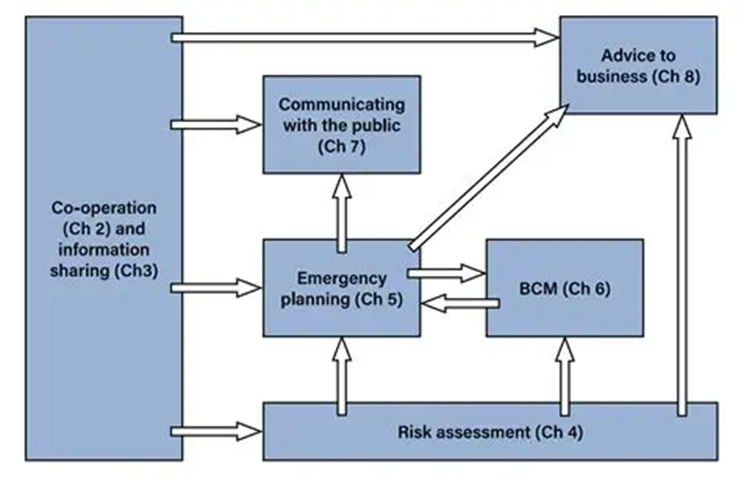 Co-operation
(Ch 2) and
information
sharing (Ch3)
Communicating
with the public
(Ch 7)
Advice to
business (Ch 8)
Emergency
planning (Ch 5)
BCM (Ch 6)
Risk assessment (Ch 4)